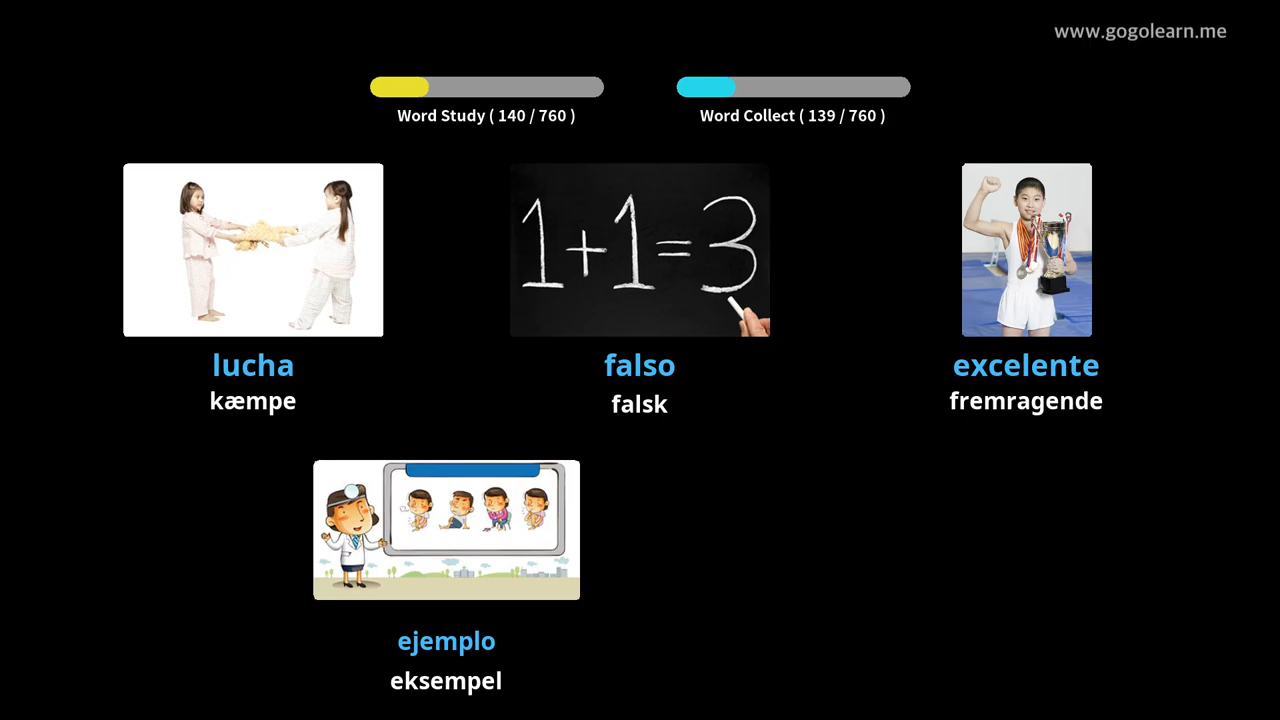 www.gogolearn.me
Word Study ( 140 / 760 )
Word Collect ( 139 / 760 )
1+1=3
lucha
kæmpe
falso
falsk
excelente
fremragende
ejemplo
eksempel